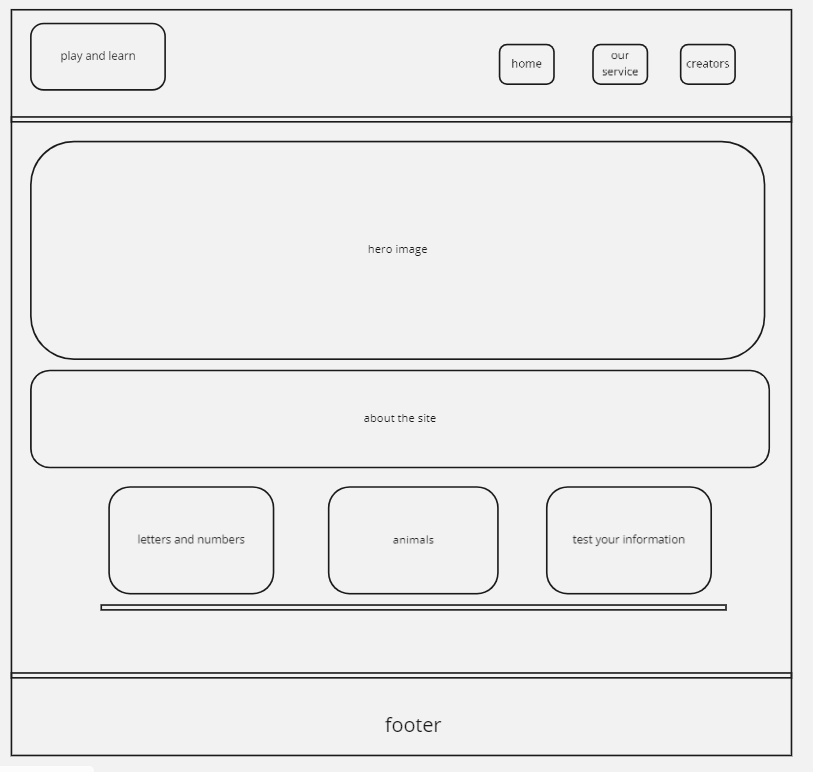 play and learn
home
our
service
creators
hero image
about the site
letters and numbers
animals
test your information
footer